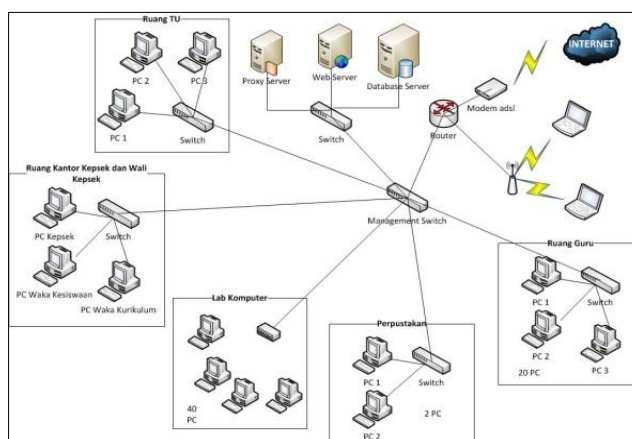 Ruang TU
PC 2
PC 3
PC 1
Switch
Proxy Server
Web Server
Database Server
Switch
INTERNET
Modem adsl
Router
Ruang Kantor Kepsek dan Wali
Kepsek
PC Kepsek
Switch
PC Waka Kesiswaan
PC Waka Kurikulum
Management Switch
Ruang Guru
PC 1
Switch
PC 2
PC 3
20 PC
Lab Komputer
40
PC
Perpustakan
PC 1
Switch
PC 2
2 PC